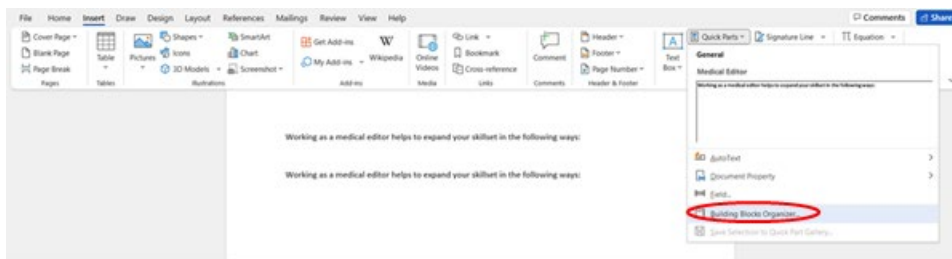 File Home Insert Draw Design Layout References Mailings Review View Help Comments Share
Cover Page
Blank Page
Page Break
Pages
Table
Tables
Pictures
Shapes
Icons
3D Models
SmartArt
Chart
Screenshot
Illustrations
Get Add-ins
My Add-ins
W
Wikipedia
Add-ins
Online
Videos
Media
Link
Bookmark
Cross-reference
Links
Comment
Comments
Header
Footer
Page Number
Header & Footer
A
Text
Box
Quick Parts
Signature Line
Equation
General
Medical Editor
Working as a medical editor helps to expand your skillset in the following ways:
AutoText
Document Property
Field...
Building Blocks Organizer...
Save Selection to Quick Part Gallery...
Working as a medical editor helps to expand your skillset in the following ways:
Working as a medical editor helps to expand your skillset in the following ways: